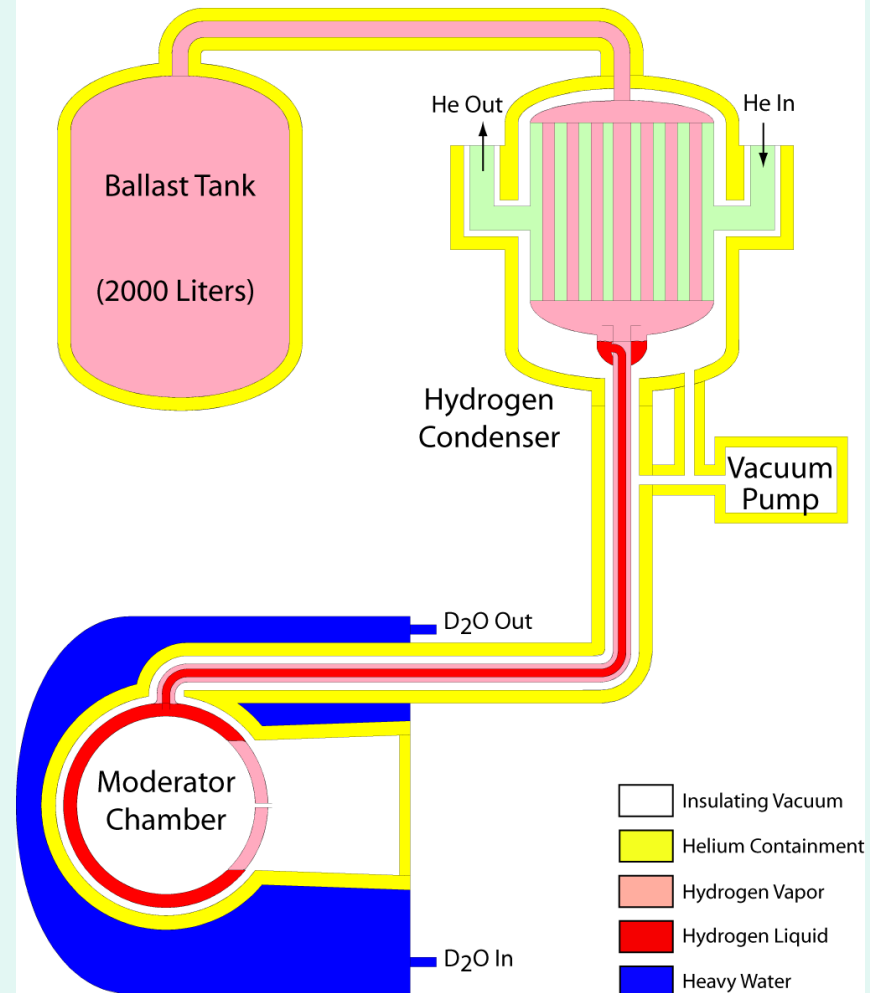 He Out
He In
Ballast Tank
(2000 Liters)
Hydrogen
Condenser
Vacuum
Pump
D2O Out
Moderator
Chamber
Insulating Vacuum
Helium Containment
Hydrogen Vapor
Hydrogen Liquid
D2O In
Heavy Water